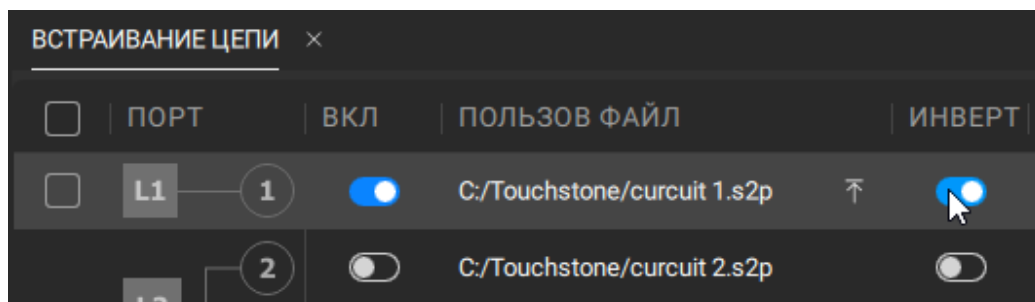 ВСТРАИВАНИЕ ЦЕПИ ×
ПОРТ ВКЛ ПОЛЬЗОВ ФАЙЛ ИНВЕРТ
L1 1 C:/Touchstone/curcuit 1.s2p
2 C:/Touchstone/curcuit 2.s2p